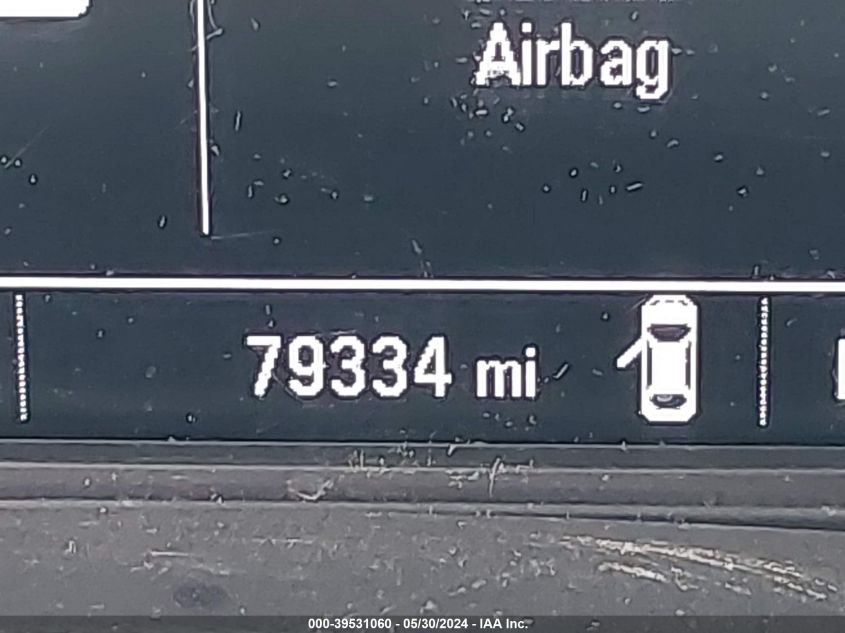 Airbag
79334 mi
000-39531060 - 05/30/2024 - IAA Inc.